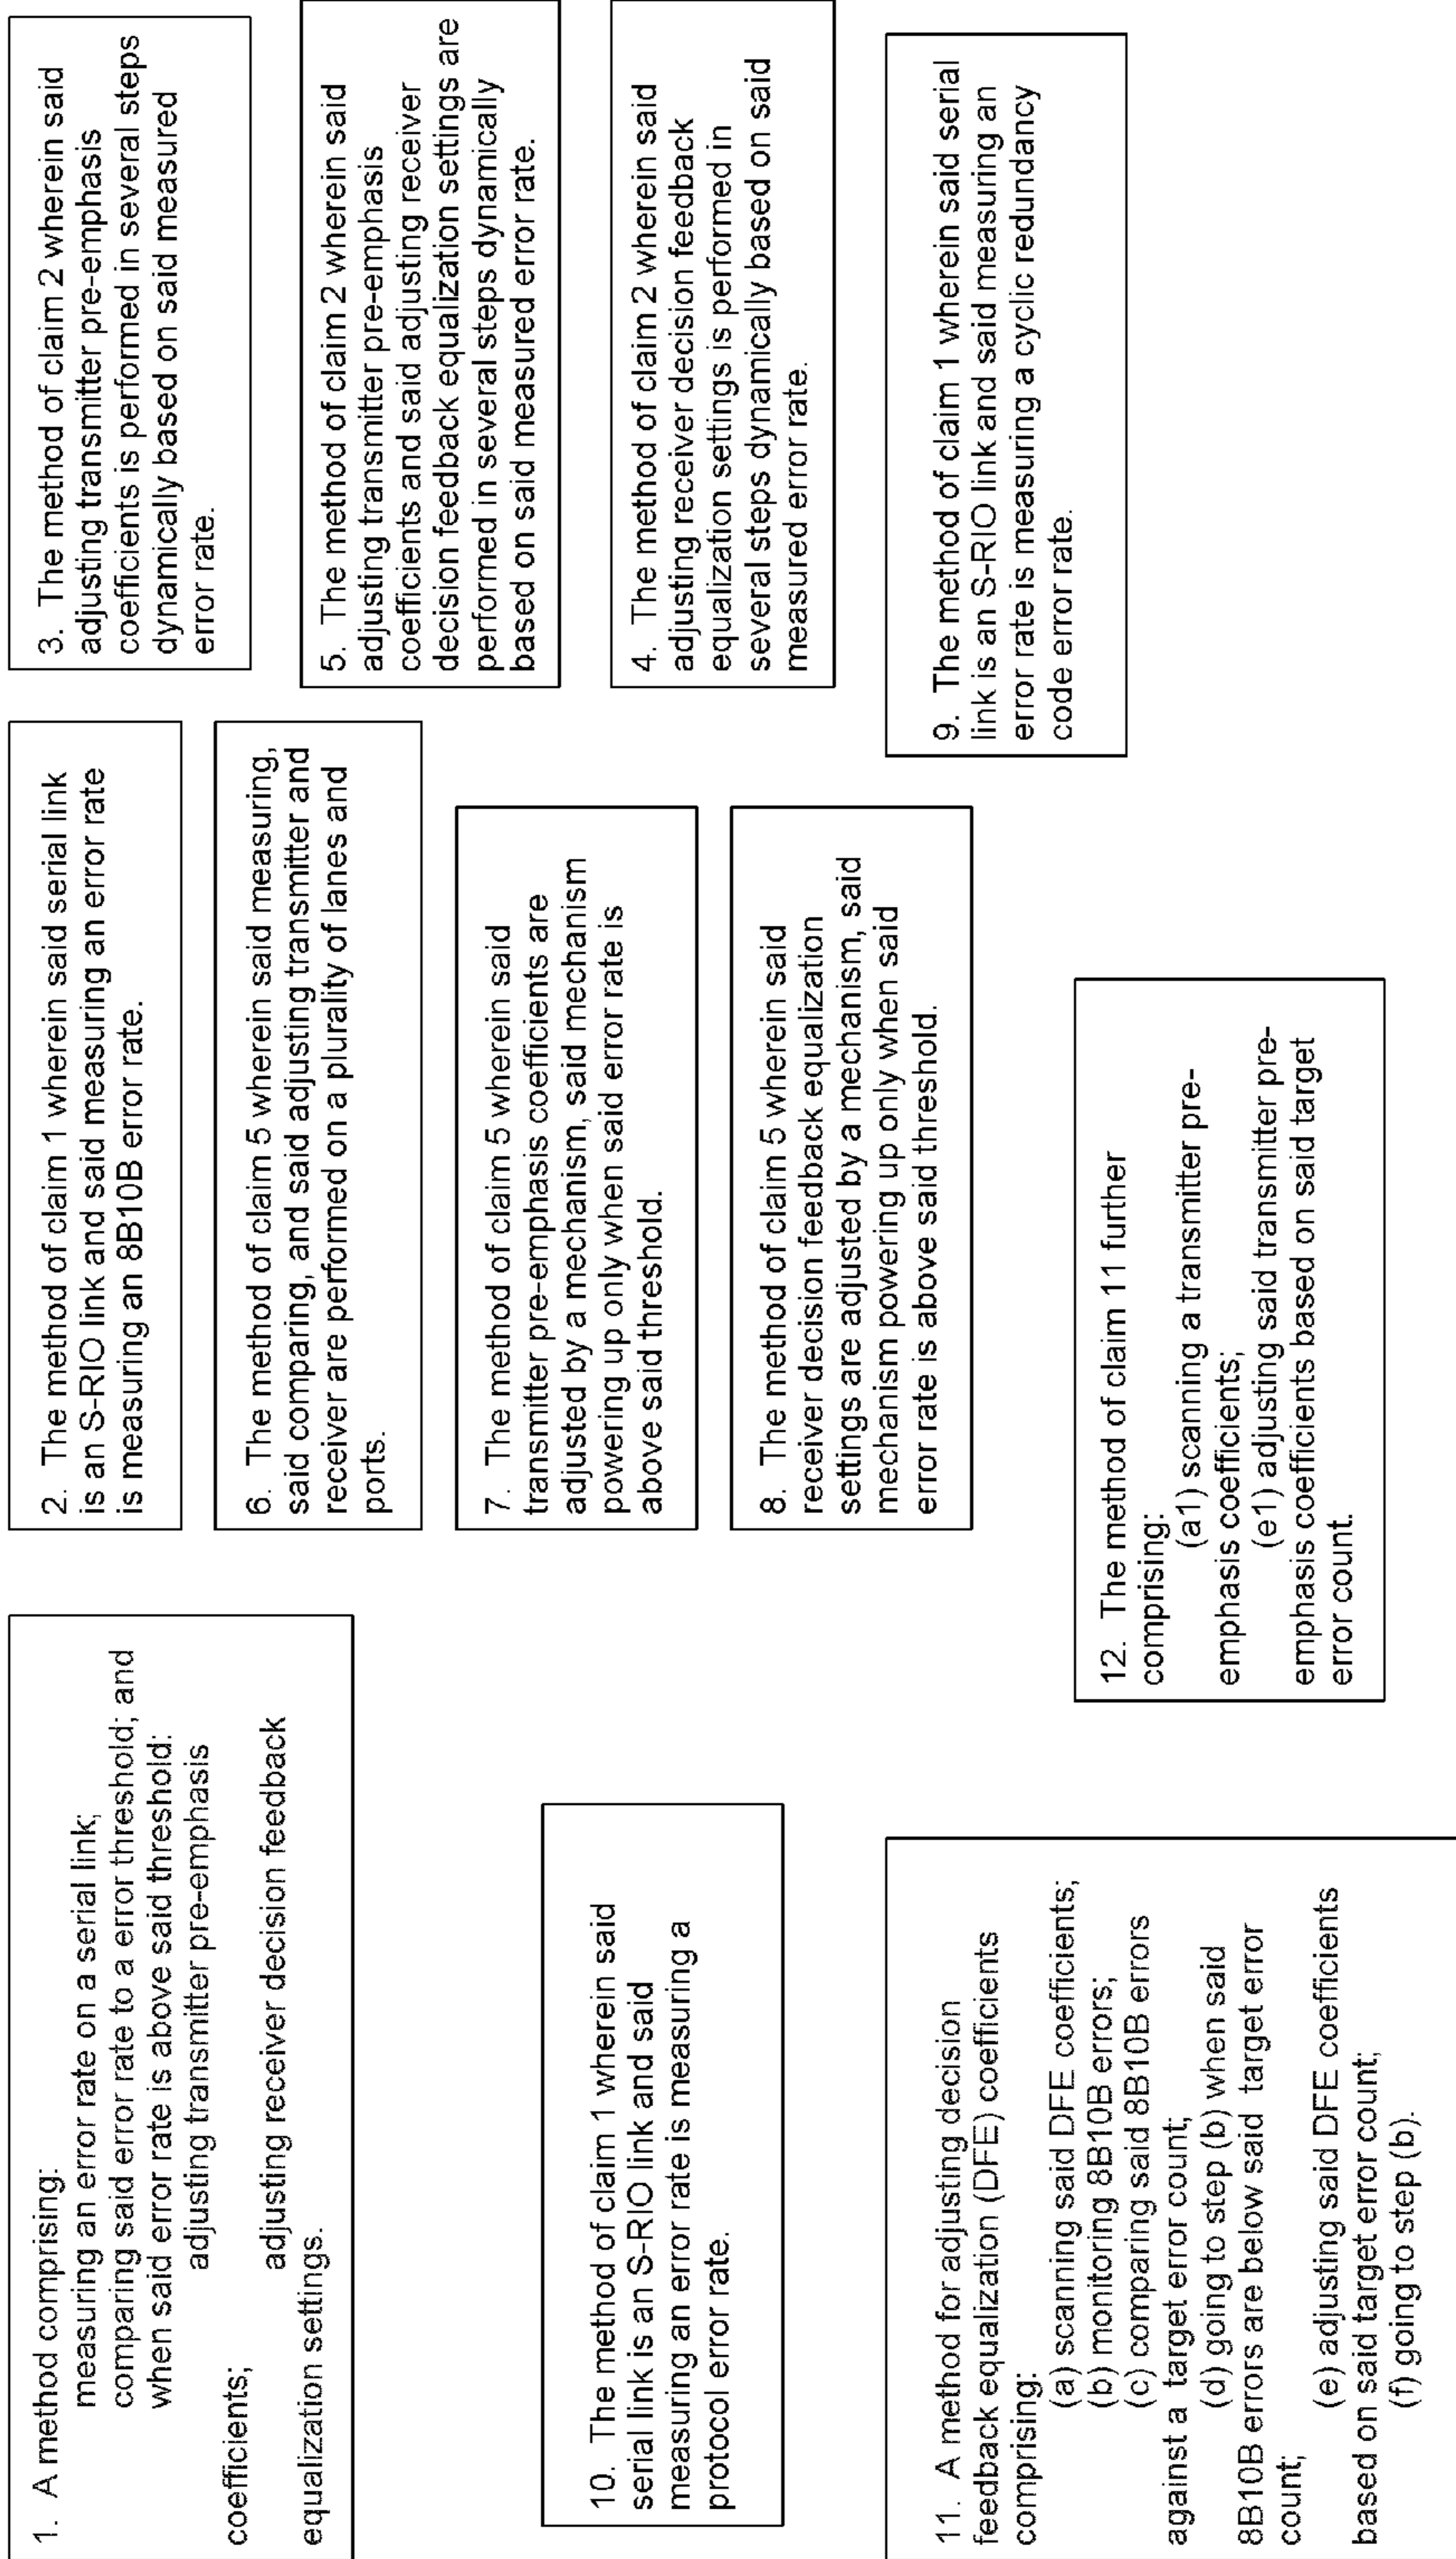 1. A method comprising:
measuring an error rate on a serial link;
comparing said error rate to a error threshold; and
when said error rate is above said threshold:
adjusting transmitter pre-emphasis
coefficients;
adjusting receiver decision feedback
equalization settings.
2. The method of claim 1 wherein said serial link
is an S-RIO link and said measuring an error rate
is measuring an 8B10B error rate.
3. The method of claim 2 wherein said
adjusting transmitter pre-emphasis
coefficients is performed in several steps
dynamically based on said measured
error rate.
6. The method of claim 5 wherein said measuring,
said comparing, and said adjusting transmitter and
receiver are performed on a plurality of lanes and
ports.
5. The method of claim 2 wherein said
adjusting transmitter pre-emphasis
coefficients and said adjusting receiver
decision feedback equalization settings are
performed in several steps dynamically
based on said measured error rate.
7. The method of claim 5 wherein said
transmitter pre-emphasis coefficients are
adjusted by a mechanism, said mechanism
powering up only when said error rate is
above said threshold.
4. The method of claim 2 wherein said
adjusting receiver decision feedback
equalization settings is performed in
several steps dynamically based on said
measured error rate.
10. The method of claim 1 wherein said
serial link is an S-RIO link and said
measuring an error rate is measuring a
protocol error rate.
8. The method of claim 5 wherein said
receiver decision feedback equalization
settings are adjusted by a mechanism, said
mechanism powering up only when said
error rate is above said threshold.
9. The method of claim 1 wherein said serial
link is an S-RIO link and said measuring an
error rate is measuring a cyclic redundancy
code error rate.
11. A method for adjusting decision
feedback equalization (DFE) coefficients
comprising:
(a) scanning said DFE coefficients;
(b) monitoring 8B10B errors;
(c) comparing said 8B10B errors
against a target error count;
(d) going to step (b) when said
8B10B errors are below said target error
count;
(e) adjusting said DFE coefficients
based on said target error count;
(f) going to step (b).
12. The method of claim 11 further
comprising:
(a1) scanning a transmitter pre-
emphasis coefficients;
(e1) adjusting said transmitter pre-
emphasis coefficients based on said target
error count.